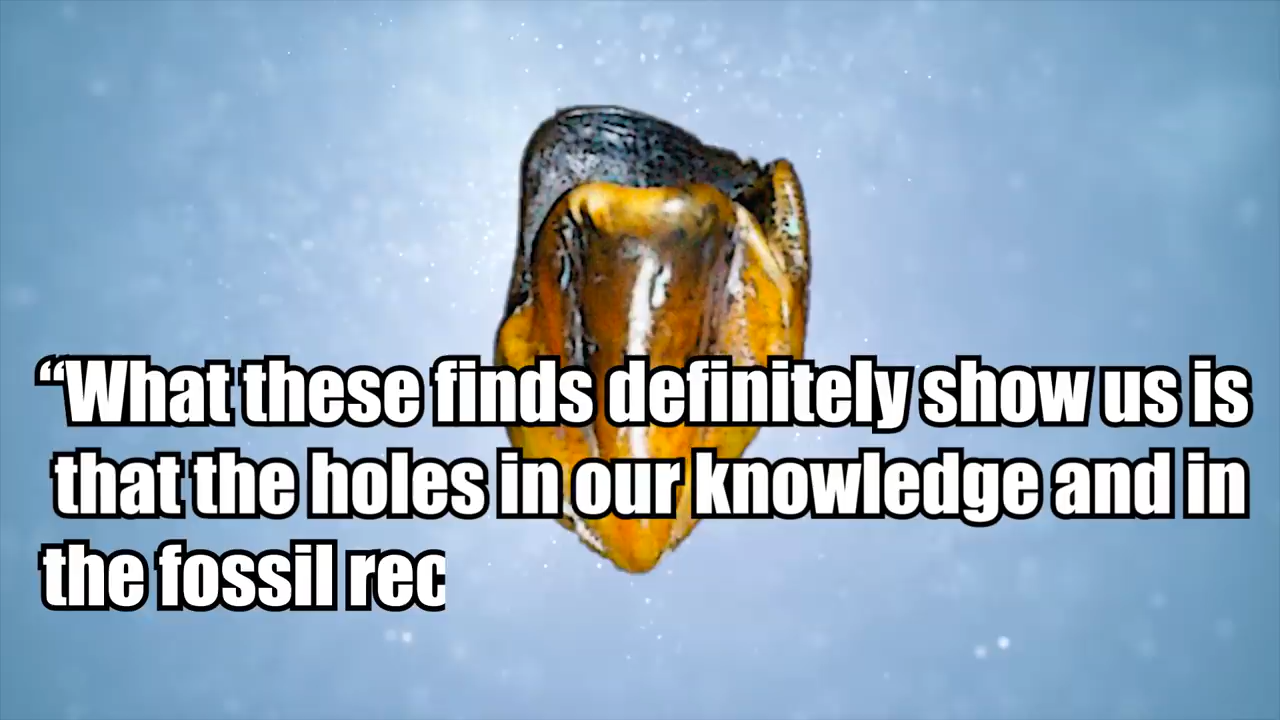 “What these finds definitely show us is
that the holes in our knowledge and in
the fossil rec